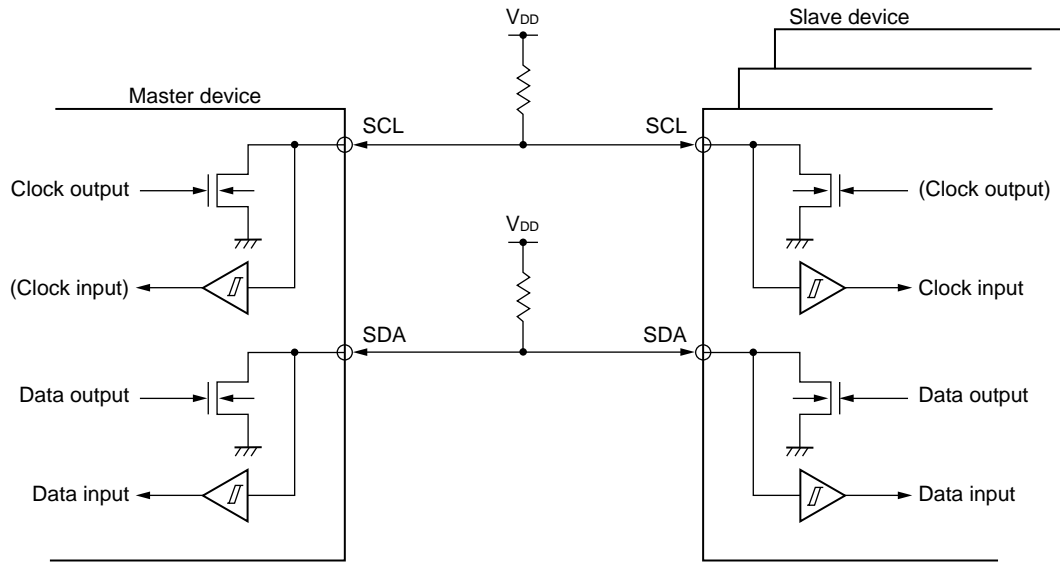 VDD
Slave device
Master device
SCL
SCL
Clock output
(Clock output)
VDD
(Clock input)
Clock input
SDA
SDA
Data output
Data output
Data input
Data input